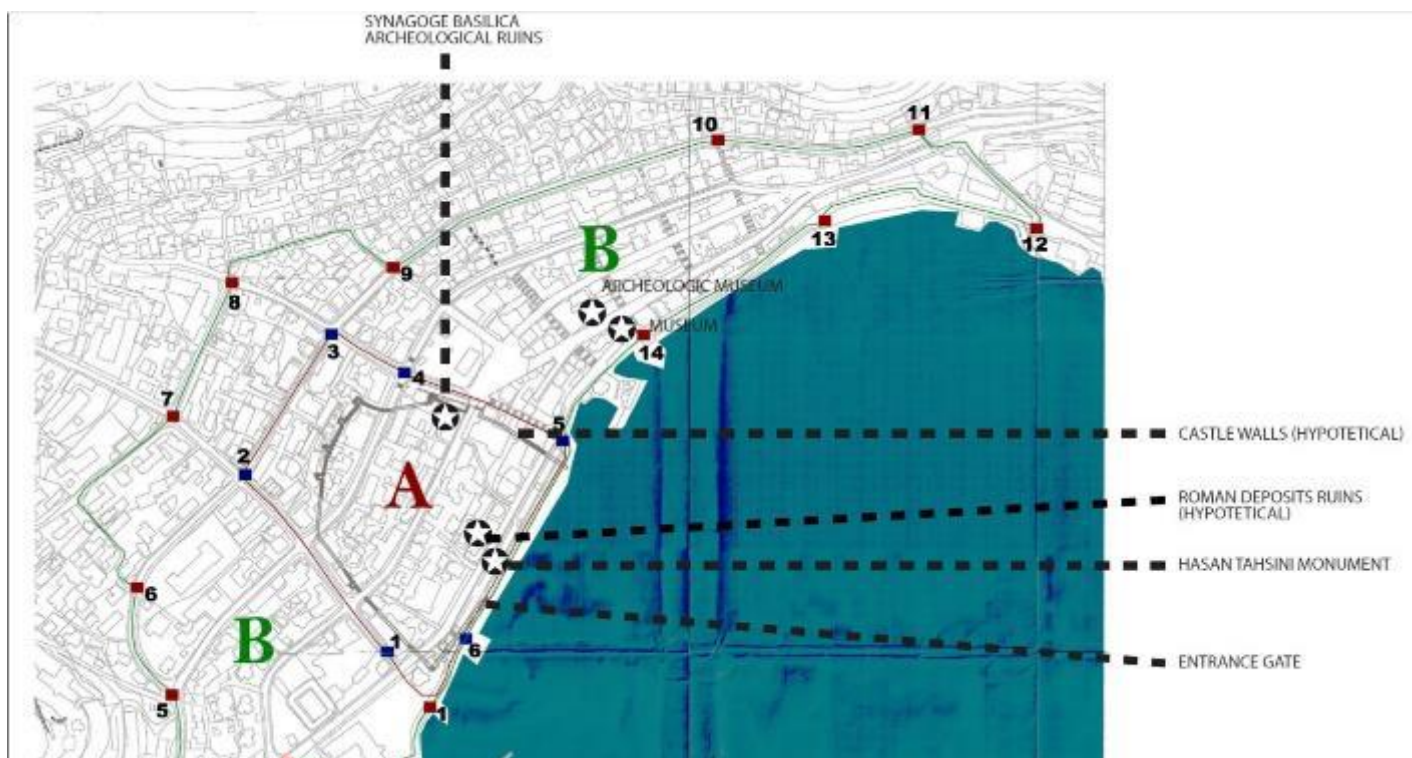 SYNAGOGE BASILICA
ARCHEOLOGICAL RUINS
11
10
13
12
B
9
8
ARCHEOLOGIC MUSEUM
MUSEUM
14
3
4
7
5
CASTLE WALLS (HYPOTETICAL)
2
A
ROMAN DEPOSITS RUINS
(HYPOTETICAL)
HASAN TAHSINI MONUMENT
6
B
1
6
ENTRANCE GATE
5
1